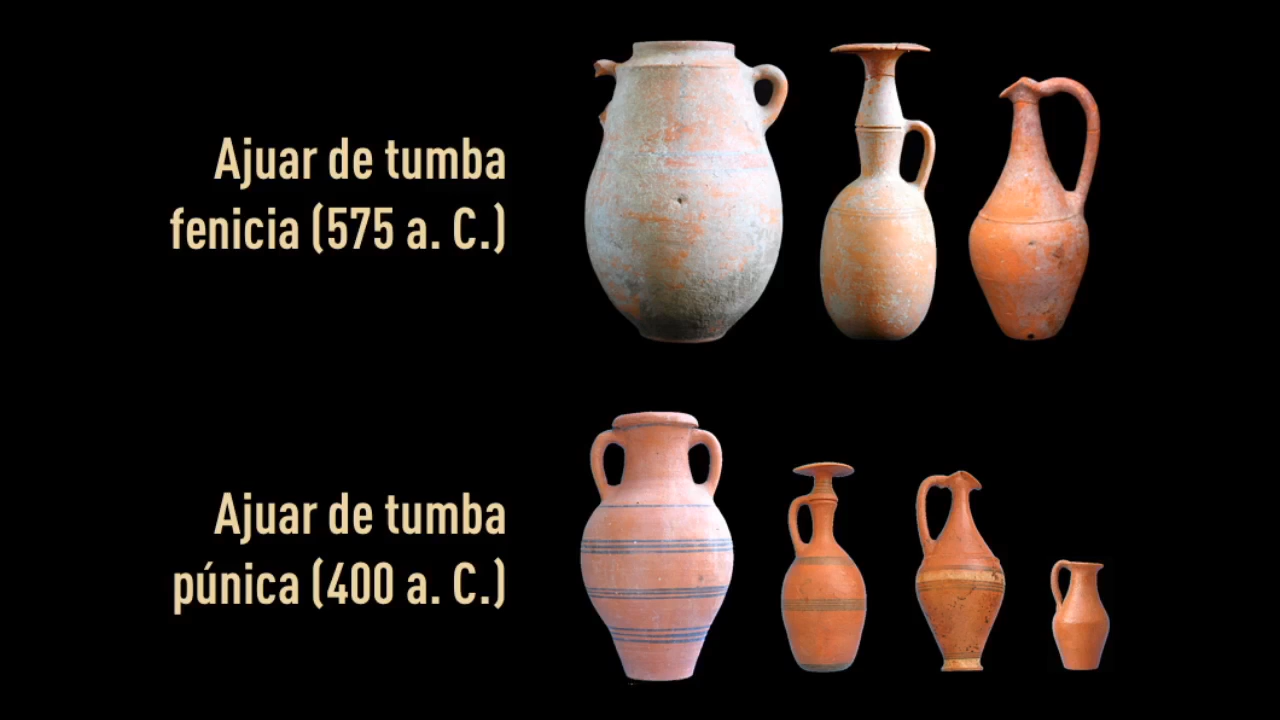 Ajuar de tumba
fenicia (575 a. C.)
Ajuar de tumba
púnica (400 a. C.)